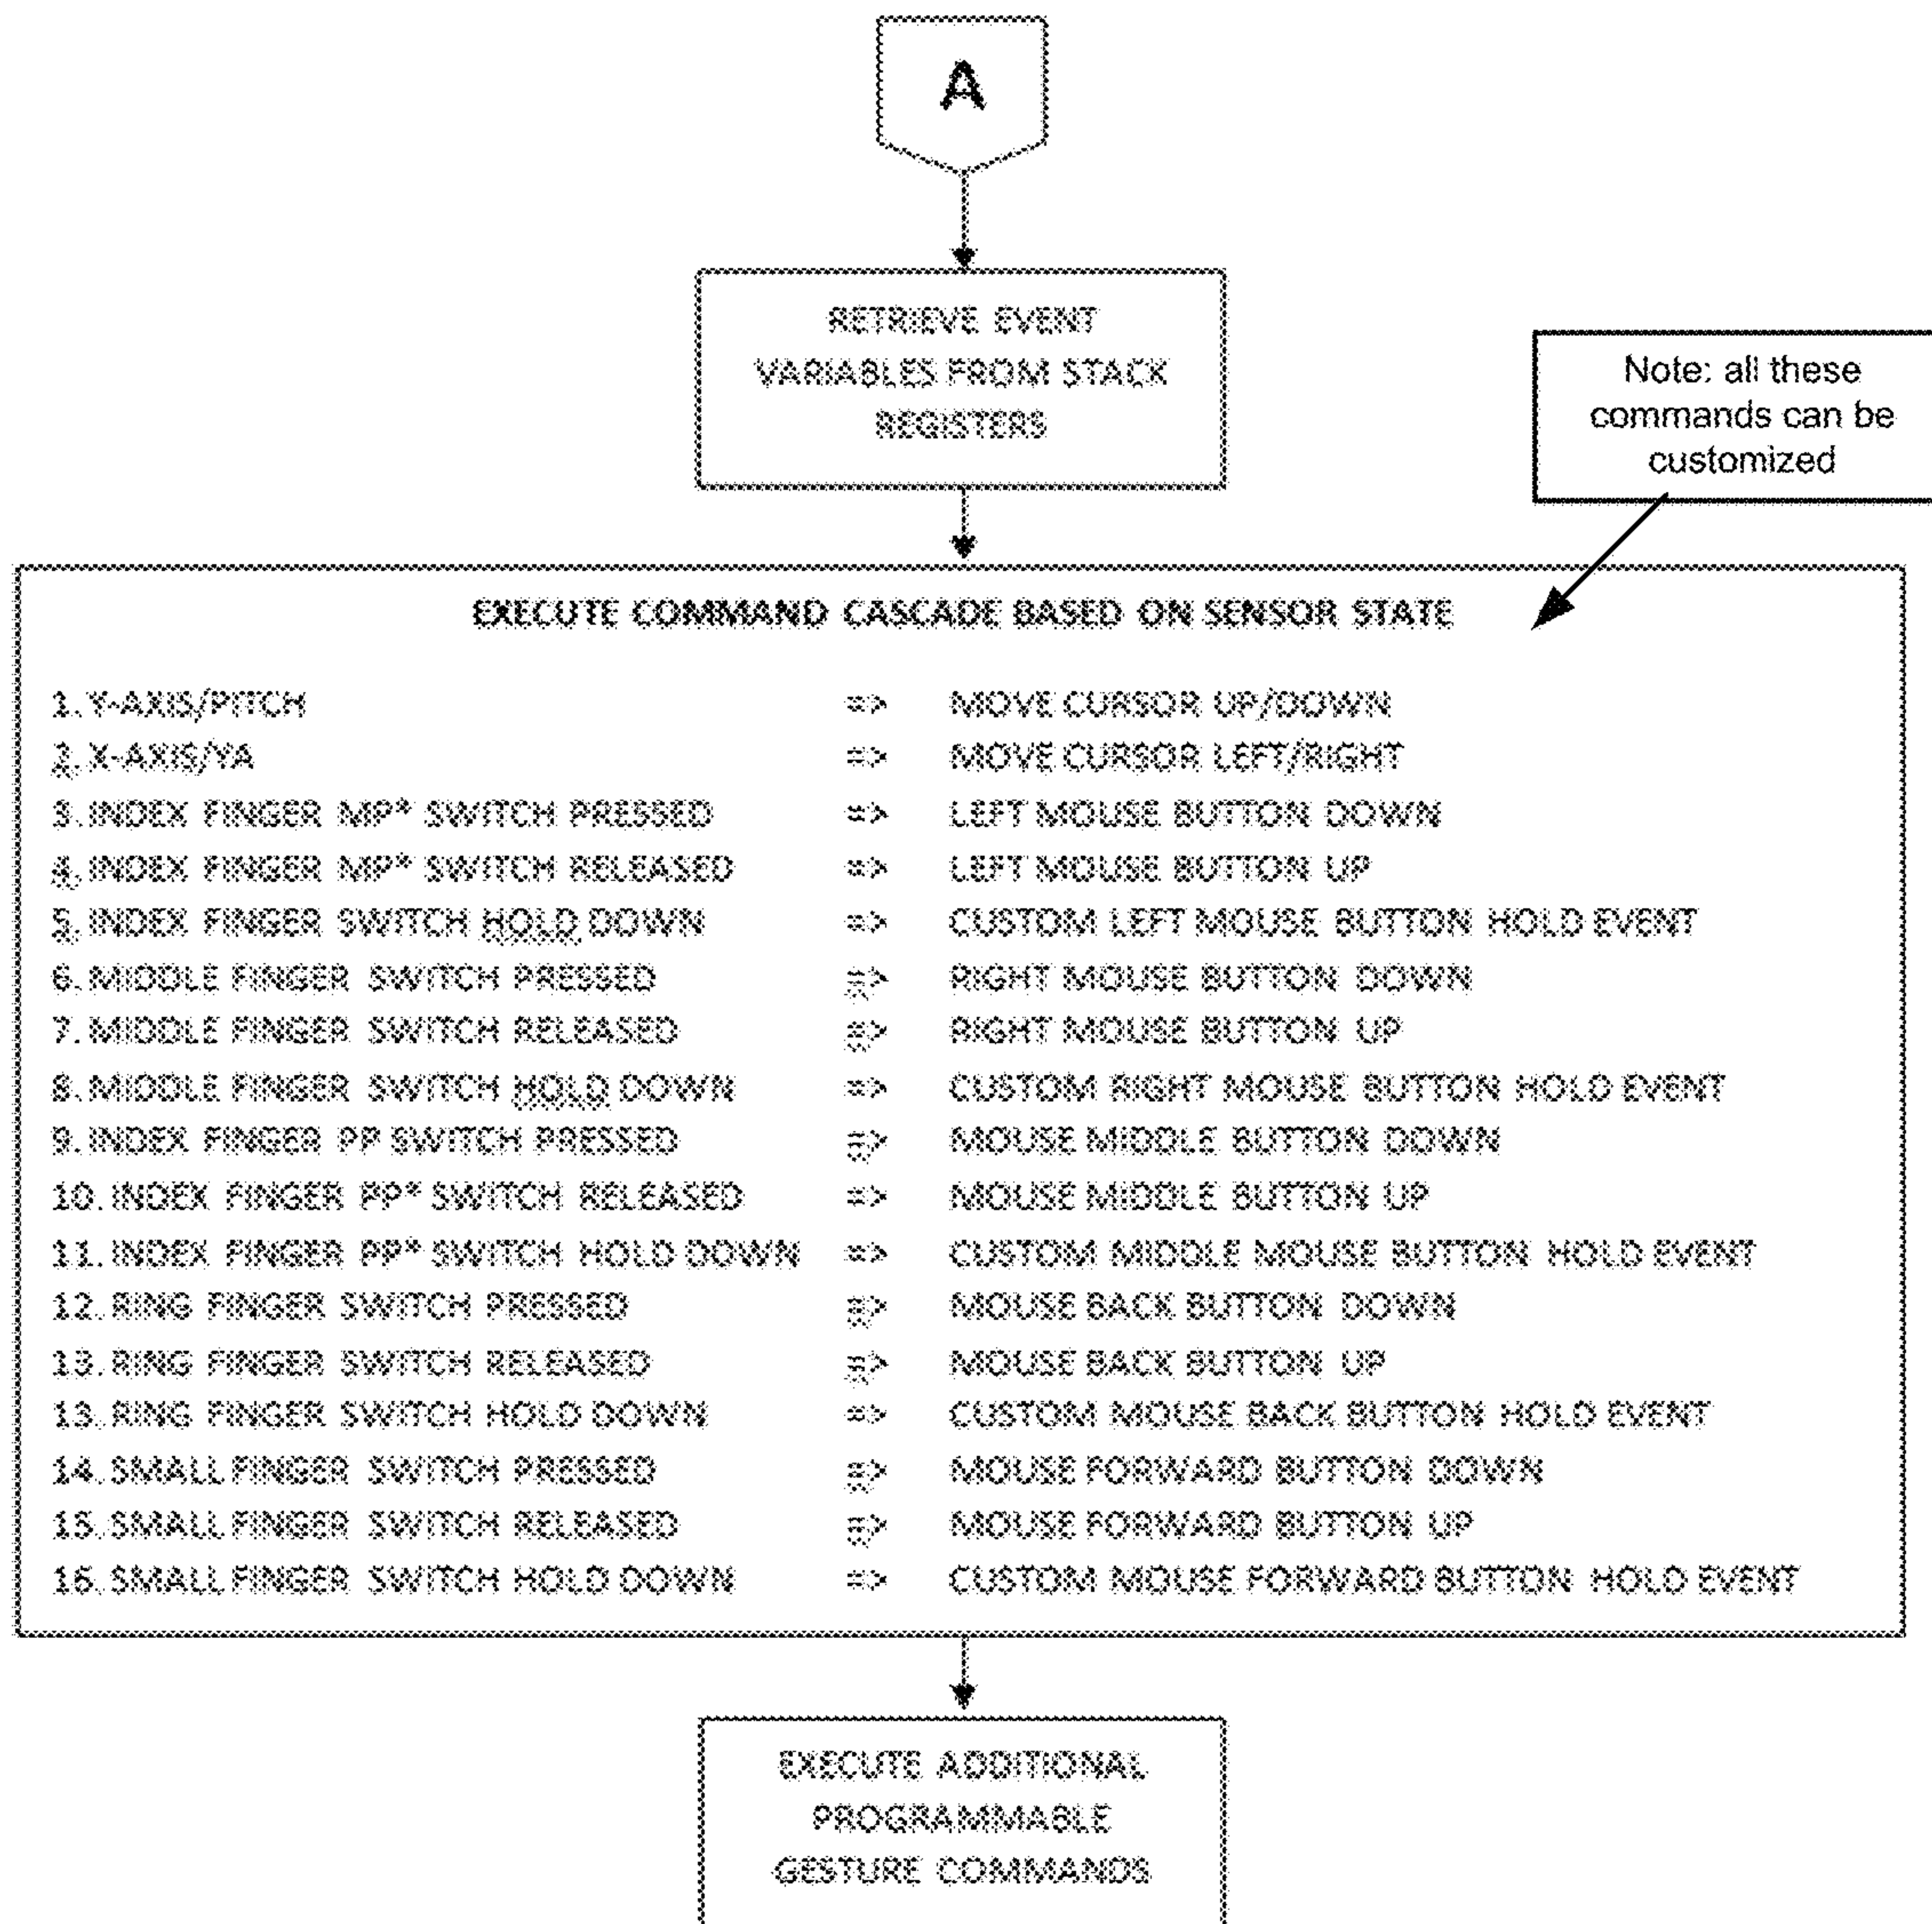 A
RETRIEVE EVENT
VARIABLES FROM STACK
REGISTERS
Note: all these
commands can be
customized
EXECUTE COMMAND CASCADE BASED ON SENSOR STATE
1. Y-AXIS/PITCH => MOVE CURSOR UP/DOWN
2. X-AXIS/YA => MOVE CURSOR LEFT/RIGHT
3. INDEX FINGER MP* SWITCH PRESSED => LEFT MOUSE BUTTON DOWN
4. INDEX FINGER MP* SWITCH RELEASED => LEFT MOUSE BUTTON UP
5. INDEX FINGER SWITCH HOLD DOWN => CUSTOM LEFT MOUSE BUTTON HOLD EVENT
6. MIDDLE FINGER SWITCH PRESSED => RIGHT MOUSE BUTTON DOWN
7. MIDDLE FINGER SWITCH RELEASED => RIGHT MOUSE BUTTON UP
8. MIDDLE FINGER SWITCH HOLD DOWN => CUSTOM RIGHT MOUSE BUTTON HOLD EVENT
9. INDEX FINGER PP SWITCH PRESSED => MOUSE MIDDLE BUTTON DOWN
10. INDEX FINGER PP* SWITCH RELEASED => MOUSE MIDDLE BUTTON UP
11. INDEX FINGER PP* SWITCH HOLD DOWN => CUSTOM MIDDLE MOUSE BUTTON HOLD EVENT
12. RING FINGER SWITCH PRESSED => MOUSE BACK BUTTON DOWN
13. RING FINGER SWITCH RELEASED => MOUSE BACK BUTTON UP
13. RING FINGER SWITCH HOLD DOWN => CUSTOM MOUSE BACK BUTTON HOLD EVENT
14. SMALL FINGER SWITCH PRESSED => MOUSE FORWARD BUTTON DOWN
15. SMALL FINGER SWITCH RELEASED => MOUSE FORWARD BUTTON UP
16. SMALL FINGER SWITCH HOLD DOWN => CUSTOM MOUSE FORWARD BUTTON HOLD EVENT
EXECUTE ADDITIONAL
PROGRAMMABLE
GESTURE COMMANDS